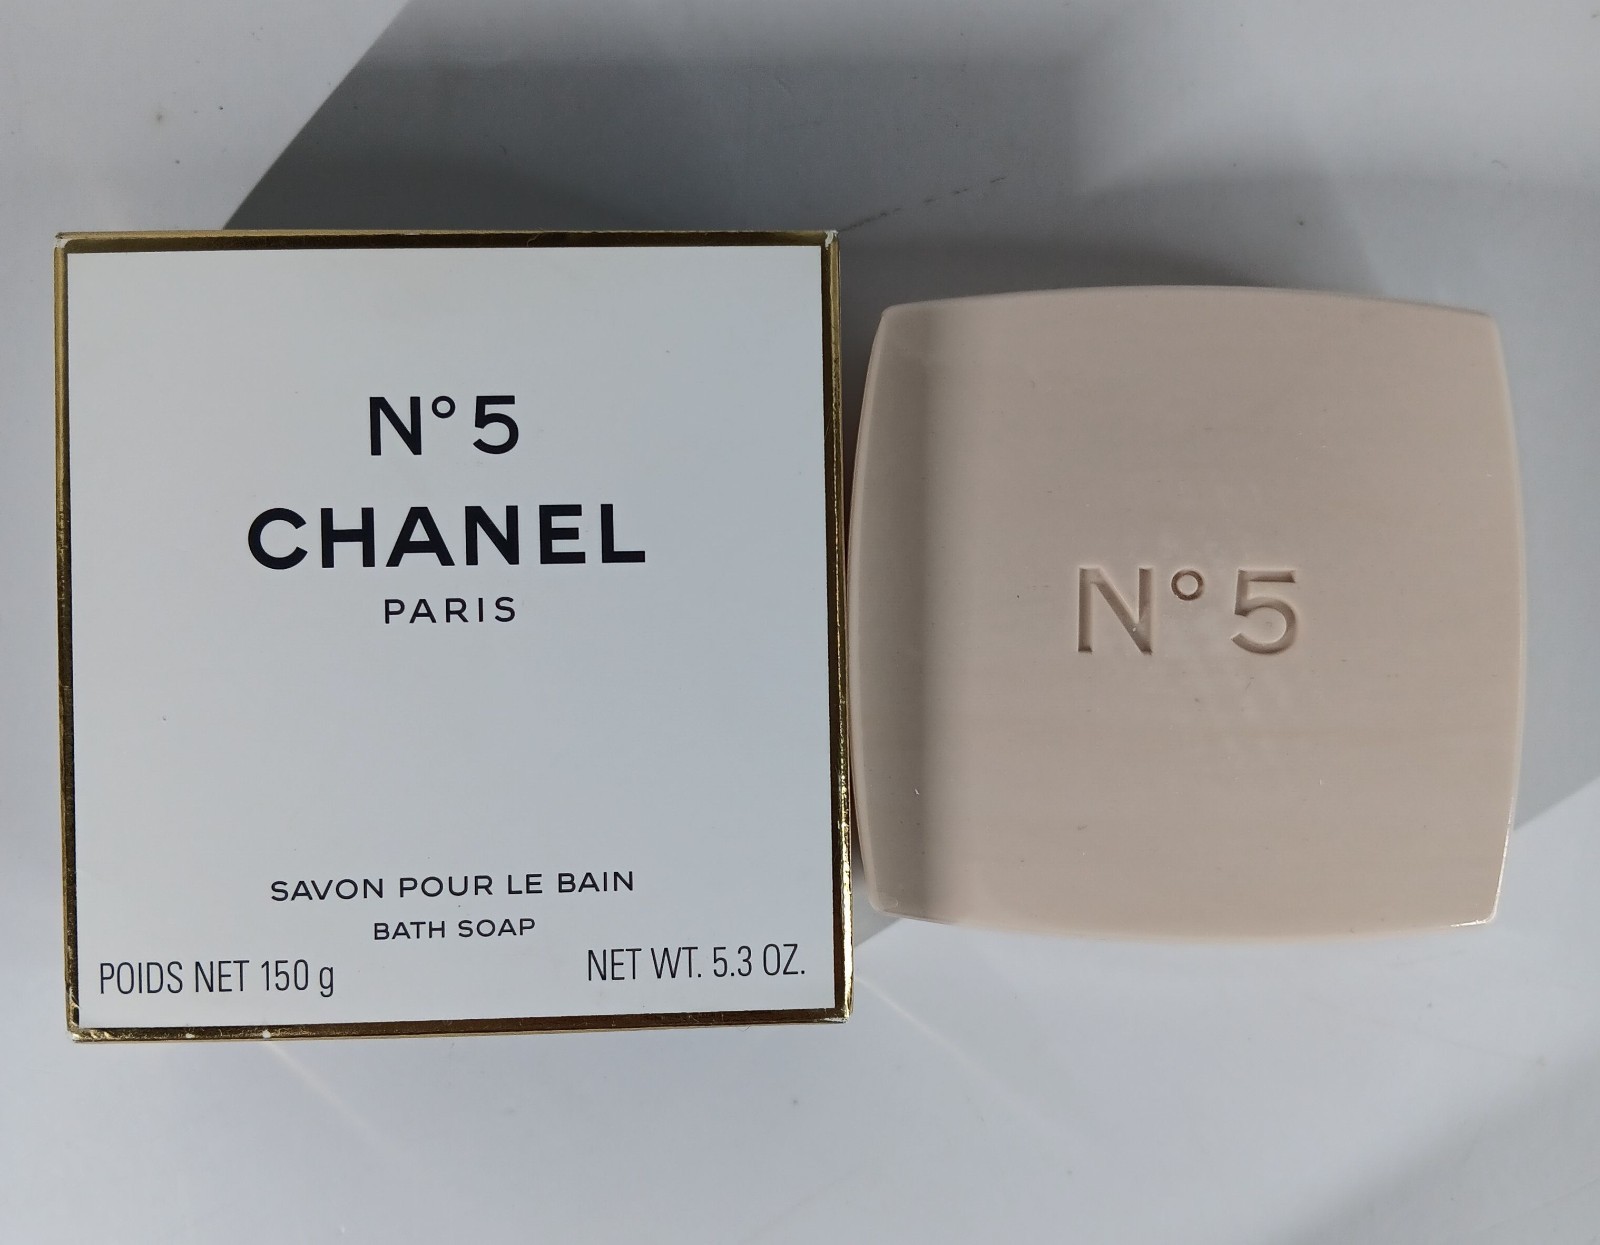 N° 5
CHANEL
PARIS
SAVON POUR LE BAIN
BATH SOAP
POIDS NET 150 g
NET WT. 5.3 OZ.
N° 5